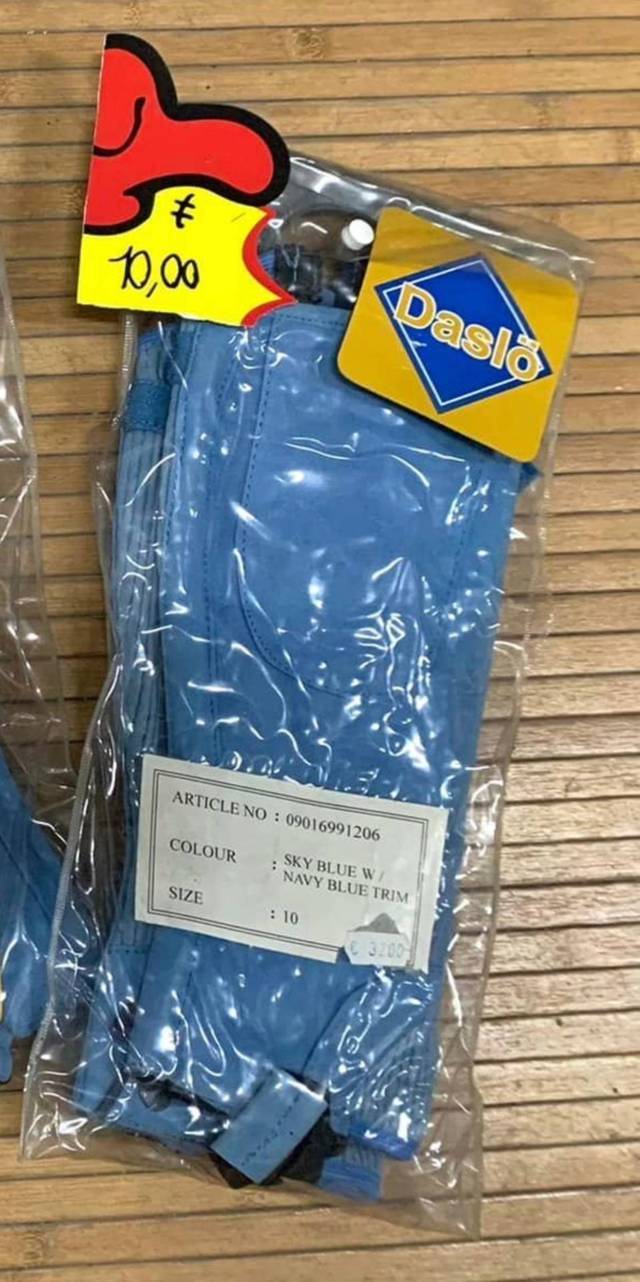 €
10,00
Daslö
ARTICLE NO : 09016991206
COLOUR : SKY BLUE W /
NAVY BLUE TRIM
SIZE : 10
€ 32.00